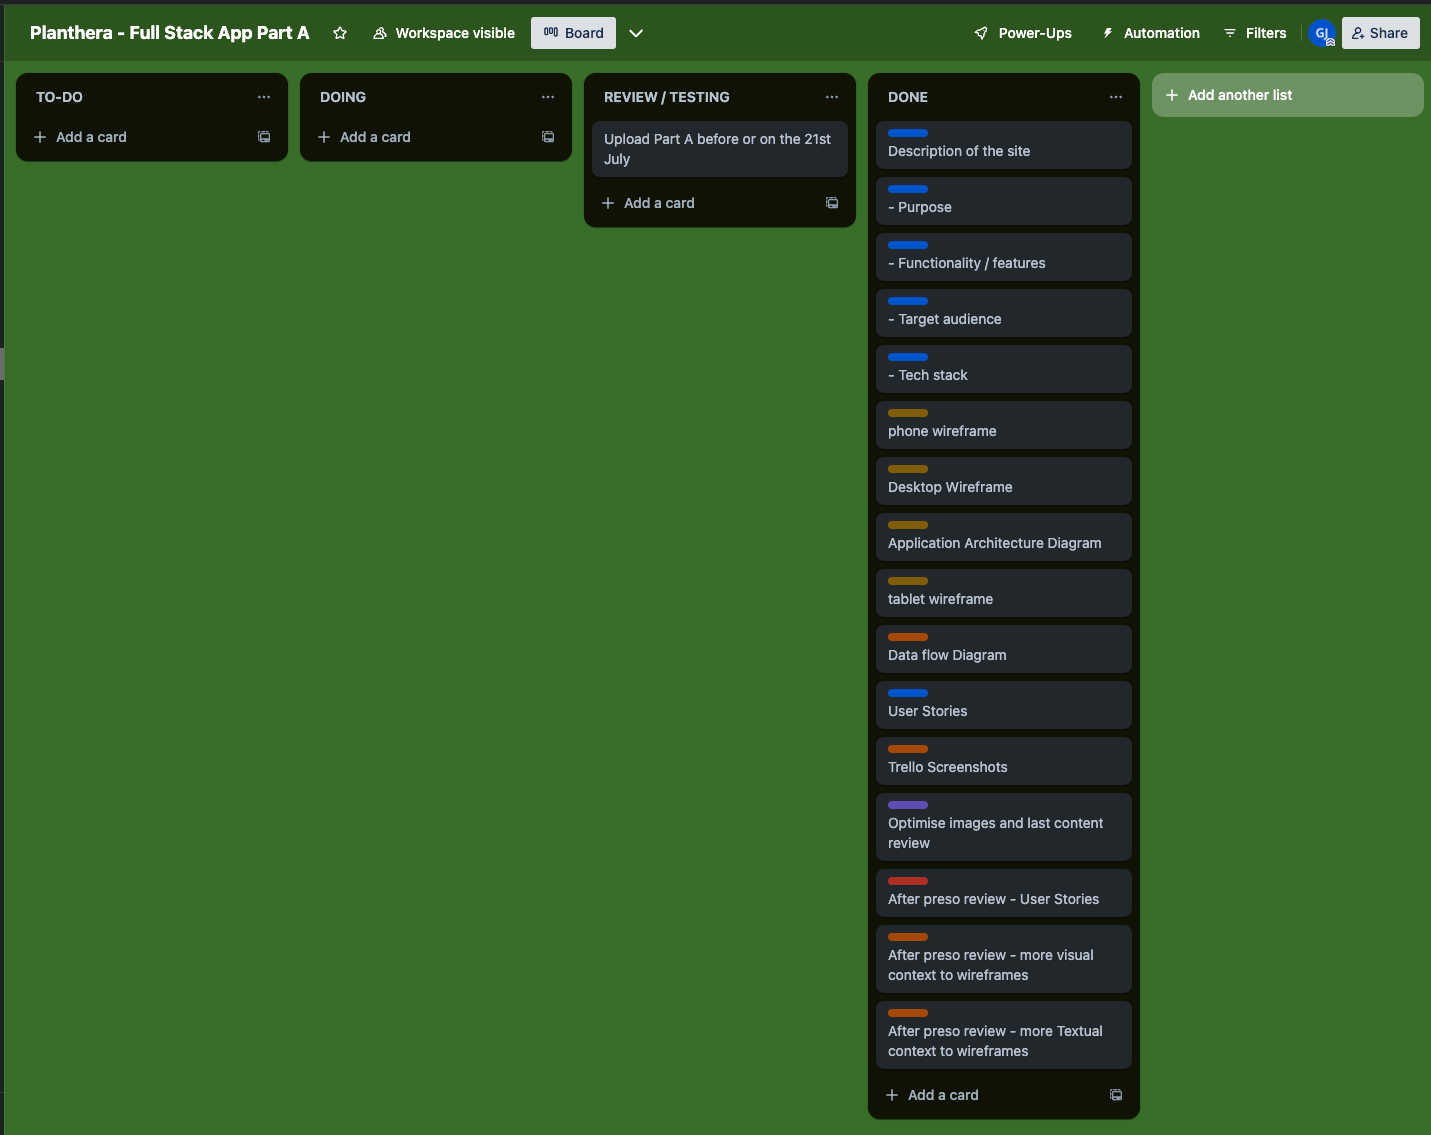 Planthera - Full Stack App Part A
Workspace visible
Board
Power-Ups
Automation
Filters
GJ
Share
TO-DO
Add a card
DOING
Add a card
REVIEW / TESTING
Upload Part A before or on the 21st
July
Add a card
DONE
Description of the site
- Purpose
- Functionality / features
- Target audience
- Tech stack
phone wireframe
Desktop Wireframe
Application Architecture Diagram
tablet wireframe
Data flow Diagram
User Stories
Trello Screenshots
Optimise images and last content
review
After preso review - User Stories
After preso review - more visual
context to wireframes
After preso review - more Textual
context to wireframes
Add a card
Add another list